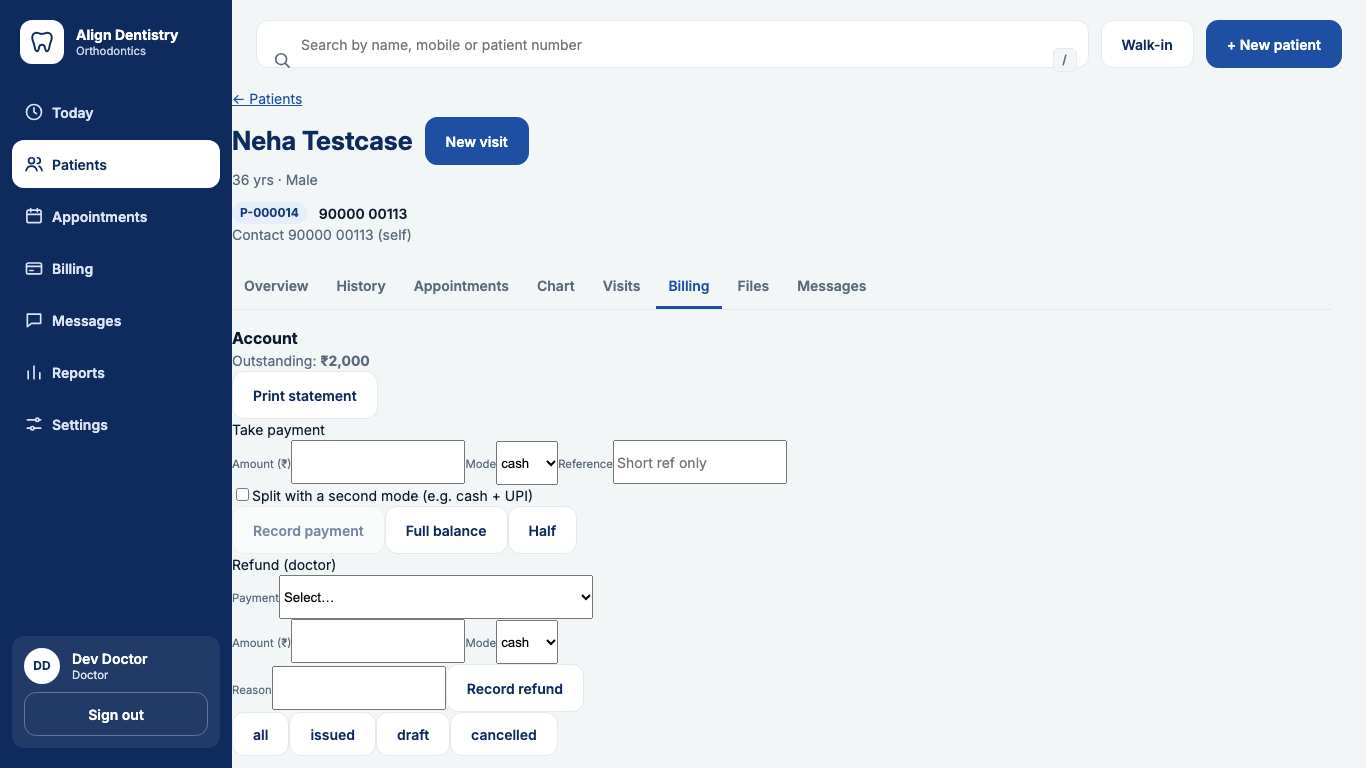 Align Dentistry
Orthodontics
Today
Patients
Appointments
Billing
Messages
Reports
Settings
DD
Dev Doctor
Doctor
Sign out
Search by name, mobile or patient number
/
Walk-in
+ New patient
← Patients
Neha Testcase
New visit
36 yrs · Male
P-000014 90000 00113
Contact 90000 00113 (self)
Overview History Appointments Chart Visits Billing Files Messages
Account
Outstanding: ₹2,000
Print statement
Take payment
Amount (₹) Mode cash Reference Short ref only
Split with a second mode (e.g. cash + UPI)
Record payment Full balance Half
Refund (doctor)
Payment Select...
Amount (₹) Mode cash
Reason Record refund
all issued draft cancelled